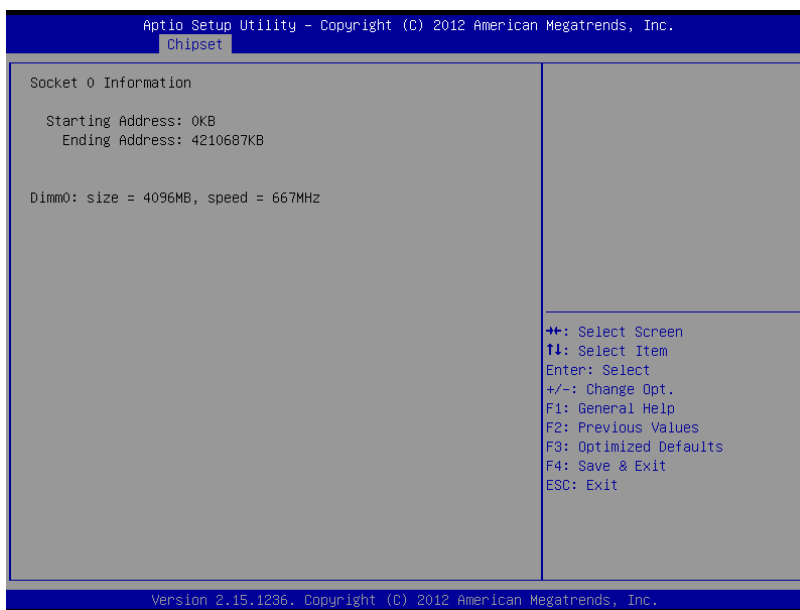 Aptio Setup Utility – Copyright (C) 2012 American Megatrends, Inc.
Chipset
Socket 0 Information
Starting Address: 0KB
Ending Address: 4210687KB
Dimm0: size = 4096MB, speed = 667MHz
→←: Select Screen
↑↓: Select Item
Enter: Select
+/-: Change Opt.
F1: General Help
F2: Previous Values
F3: Optimized Defaults
F4: Save & Exit
ESC: Exit
Version 2.15.1236. Copyright (C) 2012 American Megatrends, Inc.